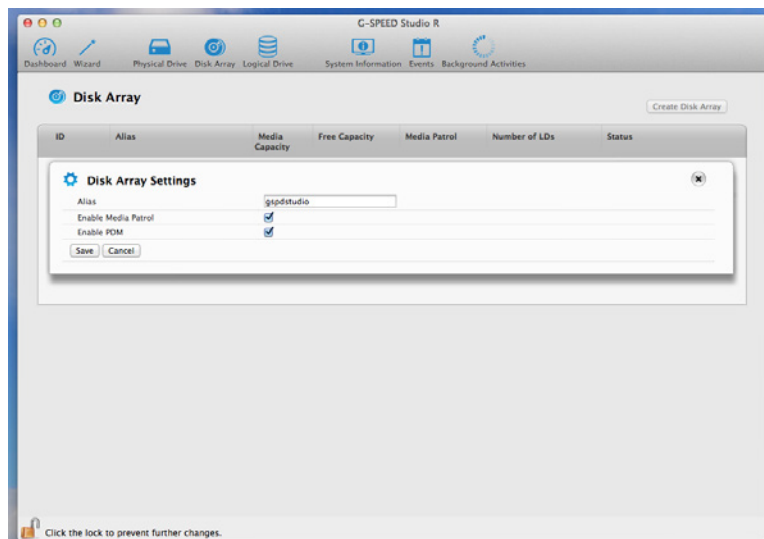 G-SPEED Studio R
Dashboard Wizard Physical Drive Disk Array Logical Drive System Information Events Background Activities
Disk Array
Create Disk Array
ID Alias Media Capacity Free Capacity Media Patrol Number of LDs Status
Disk Array Settings
Alias gspdstudio
Enable Media Patrol
Enable PDM
Save Cancel
Click the lock to prevent further changes.